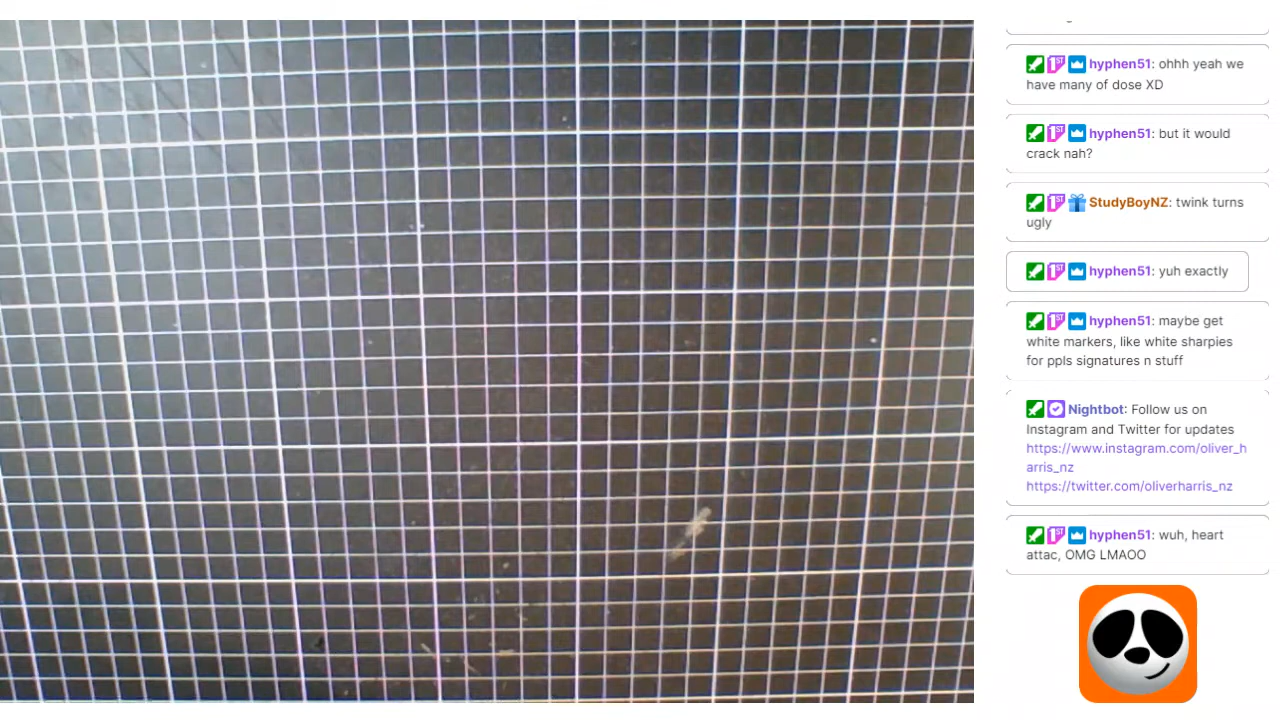 hyphen51: ohhh yeah we
have many of dose XD
hyphen51: but it would
crack nah?
StudyBoyNZ: twink turns
ugly
hyphen51: yuh exactly
hyphen51: maybe get
white markers, like white sharpies
for ppls signatures n stuff
Nightbot: Follow us on
Instagram and Twitter for updates
https://www.instagram.com/oliver_h
arris_nz
https://twitter.com/oliverharris_nz
hyphen51: wuh, heart
attac, OMG LMAOO